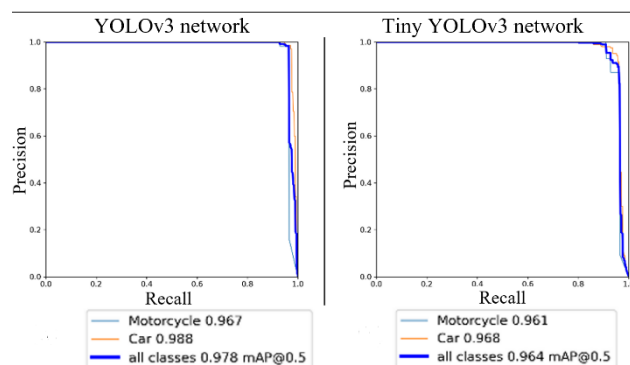 YOLOv3 network
1.0
0.8
0.6
0.4
0.2
0.0
Precision
0.0 0.2 0.4 0.6 0.8 1.0
Recall
Motorcycle 0.967
Car 0.988
all classes 0.978 mAP@0.5
Tiny YOLOv3 network
1.0
0.8
0.6
0.4
0.2
0.0
Precision
0.0 0.2 0.4 0.6 0.8 1.0
Recall
Motorcycle 0.961
Car 0.968
all classes 0.964 mAP@0.5